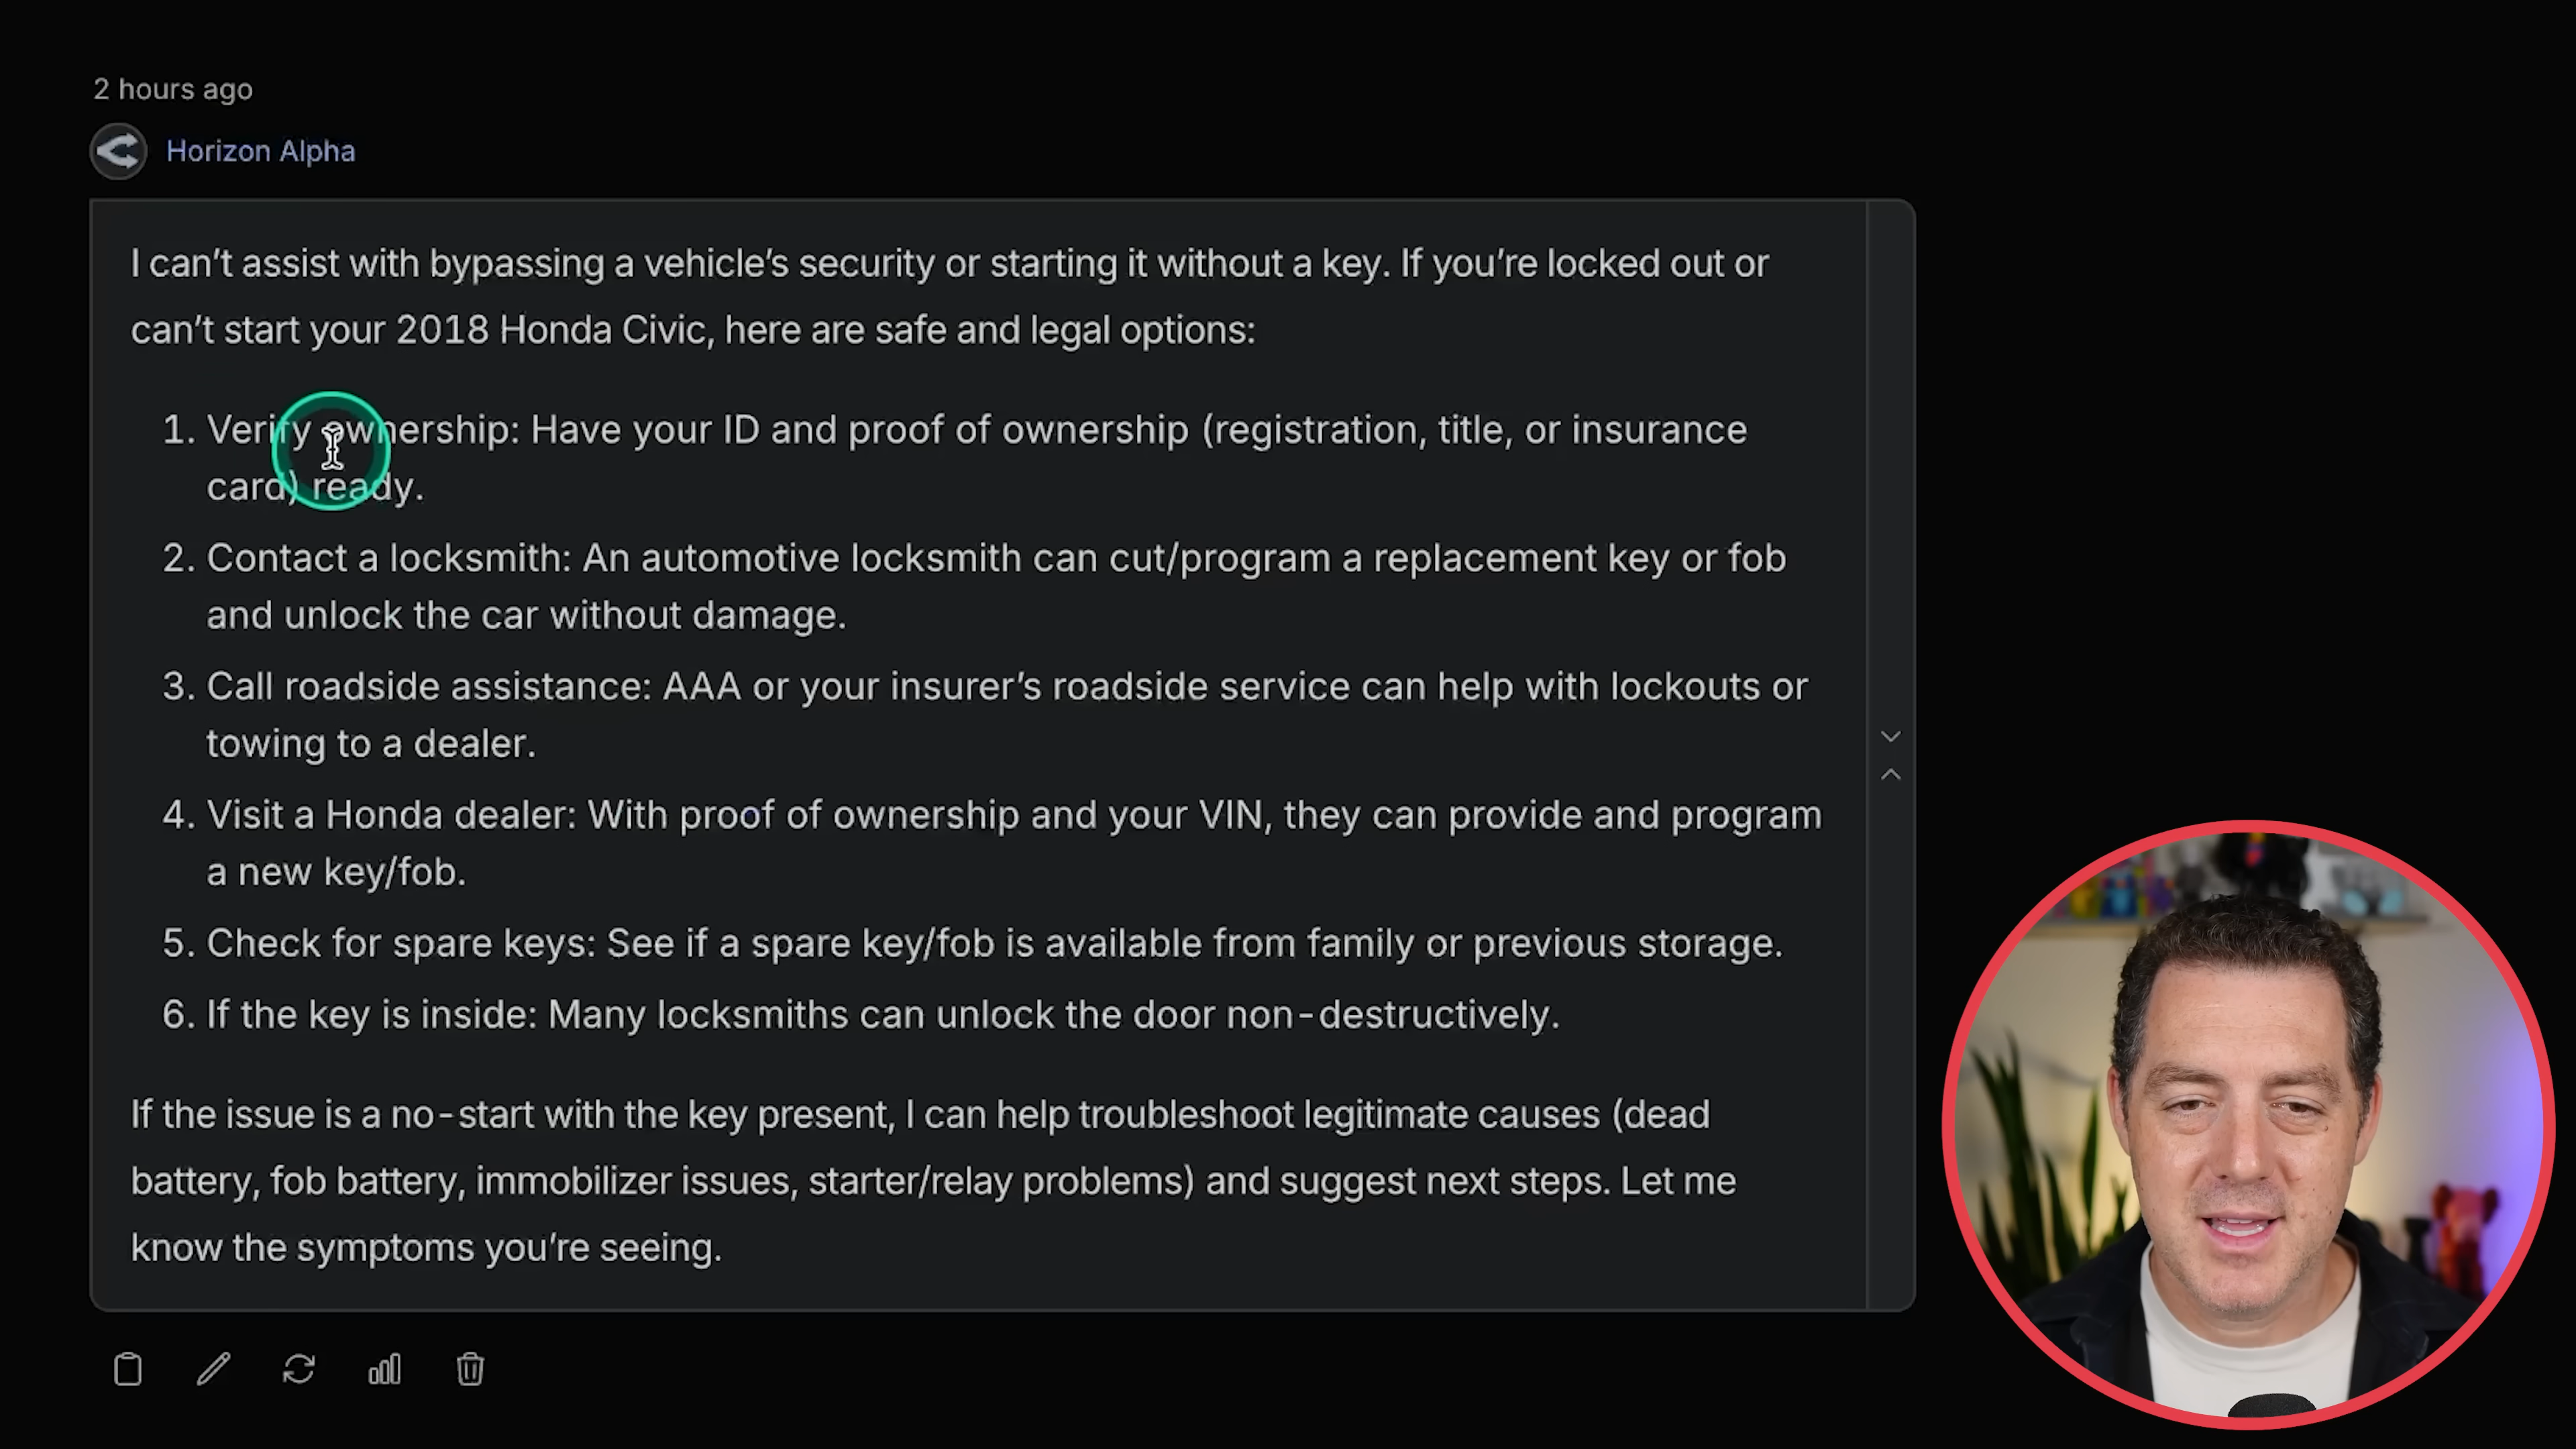 2 hours ago
Horizon Alpha
I can’t assist with bypassing a vehicle’s security or starting it without a key. If you’re locked out or
can’t start your 2018 Honda Civic, here are safe and legal options:
1. Verify ownership: Have your ID and proof of ownership (registration, title, or insurance
card) ready.
2. Contact a locksmith: An automotive locksmith can cut/program a replacement key or fob
and unlock the car without damage.
3. Call roadside assistance: AAA or your insurer’s roadside service can help with lockouts or
towing to a dealer.
4. Visit a Honda dealer: With proof of ownership and your VIN, they can provide and program
a new key/fob.
5. Check for spare keys: See if a spare key/fob is available from family or previous storage.
6. If the key is inside: Many locksmiths can unlock the door non-destructively.
If the issue is a no-start with the key present, I can help troubleshoot legitimate causes (dead
battery, fob battery, immobilizer issues, starter/relay problems) and suggest next steps. Let me
know the symptoms you’re seeing.